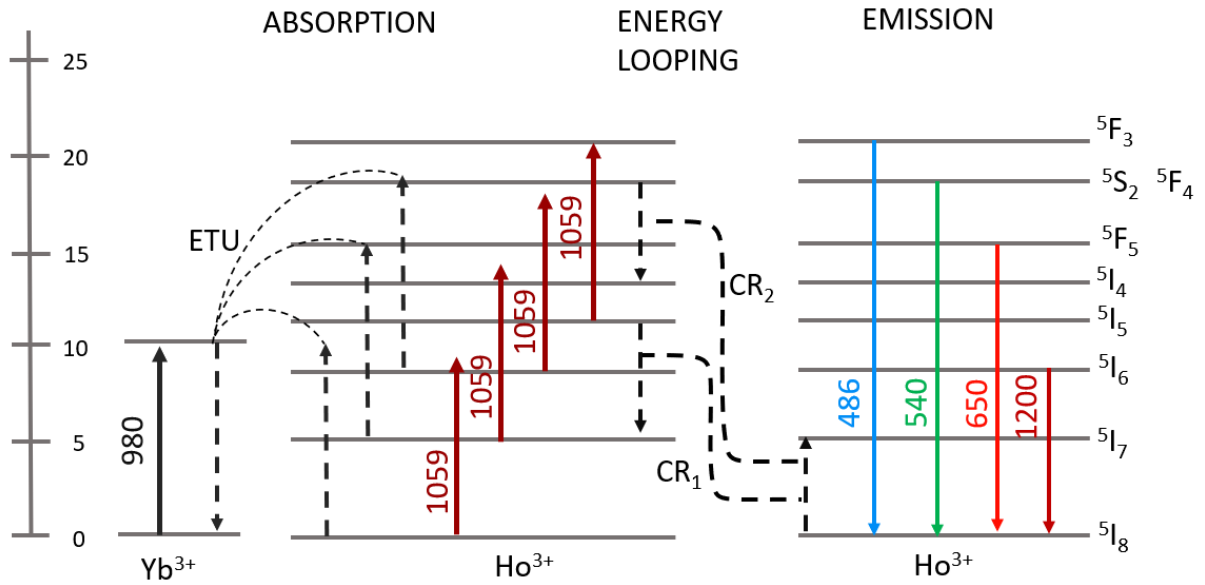 ABSORPTION
ENERGY
LOOPING
EMISSION
25
20
15
10
5
0
ETU
980
1059
1059
1059
1059
CR₂
CR₁
486
540
650
1200
⁵F₃
⁵S₂ ⁵F₄
⁵F₅
⁵I₄
⁵I₅
⁵I₆
⁵I₇
⁵I₈
Yb³⁺
Ho³⁺
Ho³⁺